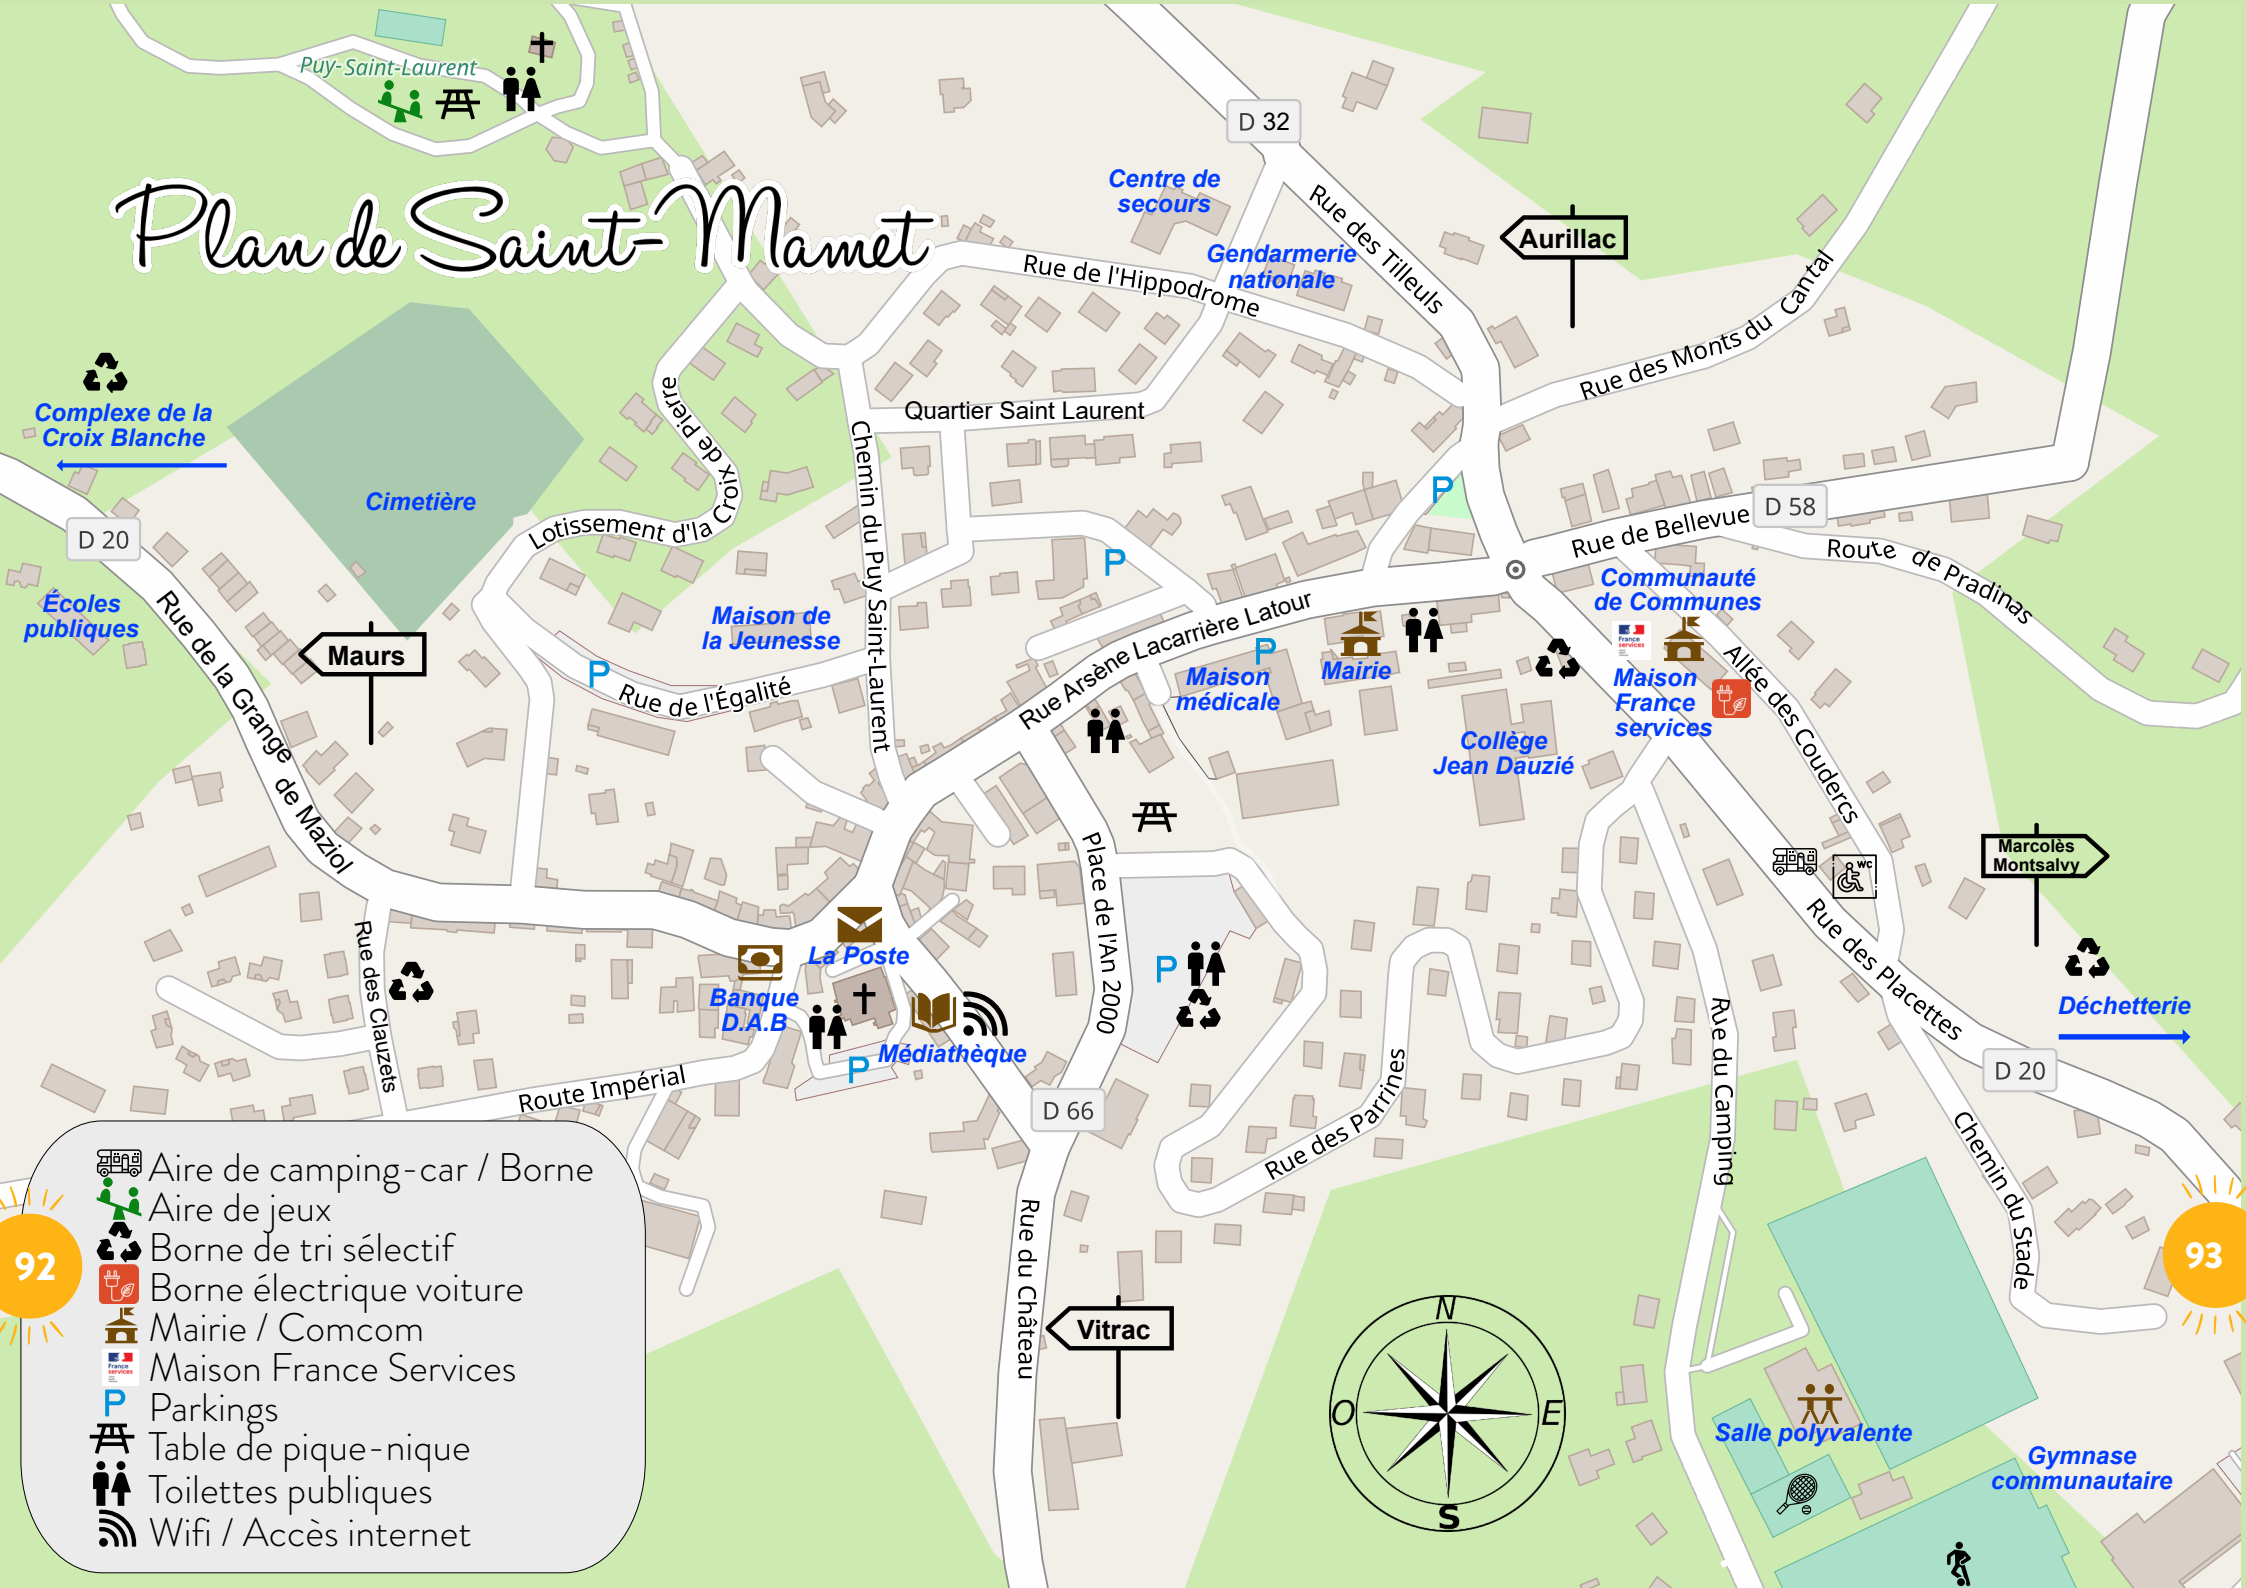 Puy-Saint-Laurent
Plan de Saint-Mamet
D 32
Centre de
secours
Gendarmerie
nationale
Rue des Tilleuls
Aurillac
Rue de l'Hippodrome
Rue des Monts du Cantal
Complexe de la
Croix Blanche
Quartier Saint Laurent
Cimetière
D 20
Lotissement d'la Croix de Pierre
Chemin du Puy Saint-Laurent
P
P
D 58
Rue de Bellevue
Route de Pradinas
Écoles
publiques
Rue de la Grange de Maziol
Maurs
Maison de
la Jeunesse
P
Rue de l'Égalité
Rue Arsène Lacarrière Latour
P
Maison
médicale
Mairie
Communauté
de Communes
France
services
Maison
France
services
Allée des Coudercs
Collège
Jean Dauzié
Place de l'An 2000
WC
Marcolès
Montsalvy
Rue des Placettes
Rue des Clauzets
La Poste
Banque
D.A.B
Médiathèque
P
P
Déchetterie
D 20
Route Impérial
D 66
Rue des Parrines
Rue du Camping
Chemin du Stade
Rue du Château
Vitrac
N
O
E
S
Salle polyvalente
Gymnase
communautaire
Aire de camping-car / Borne
Aire de jeux
Borne de tri sélectif
Borne électrique voiture
Mairie / Comcom
France
services
Maison France Services
P Parkings
Table de pique-nique
Toilettes publiques
Wifi / Accès internet
92
93